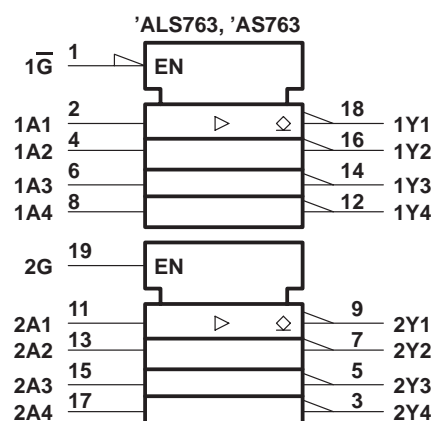 'ALS763, 'AS763
1G̅ 1 EN
1A1 2 18 1Y1
1A2 4 16 1Y2
1A3 6 14 1Y3
1A4 8 12 1Y4
2G 19 EN
2A1 11 9 2Y1
2A2 13 7 2Y2
2A3 15 5 2Y3
2A4 17 3 2Y4